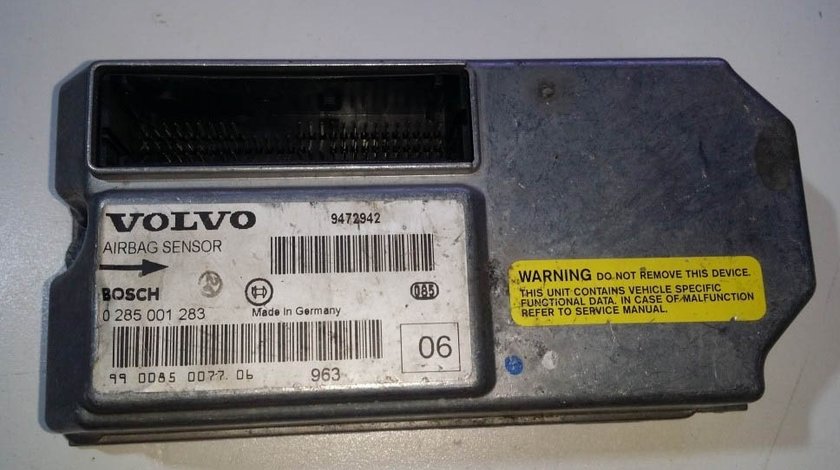 VOLVO
9472942
AIRBAG SENSOR
BOSCH
085
0 285 001 283
Made in Germany
99 0085 0077 06
963
06
WARNING DO NOT REMOVE THIS DEVICE.
THIS UNIT CONTAINS VEHICLE SPECIFIC
FUNCTIONAL DATA. IN CASE OF MALFUNCTION
REFER TO SERVICE MANUAL.